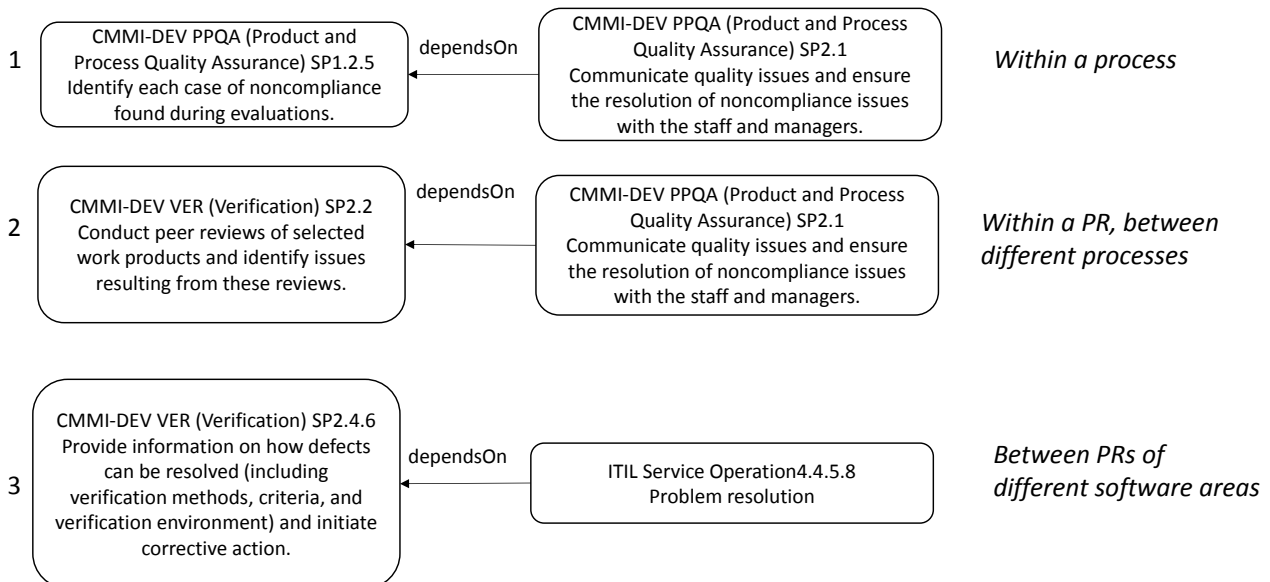 1
CMMI-DEV PPQA (Product and
Process Quality Assurance) SP1.2.5
Identify each case of noncompliance
found during evaluations.
dependsOn
CMMI-DEV PPQA (Product and Process
Quality Assurance) SP2.1
Communicate quality issues and ensure
the resolution of noncompliance issues
with the staff and managers.
Within a process
2
CMMI-DEV VER (Verification) SP2.2
Conduct peer reviews of selected
work products and identify issues
resulting from these reviews.
dependsOn
CMMI-DEV PPQA (Product and Process
Quality Assurance) SP2.1
Communicate quality issues and ensure
the resolution of noncompliance issues
with the staff and managers.
Within a PR, between
different processes
3
CMMI-DEV VER (Verification) SP2.4.6
Provide information on how defects
can be resolved (including
verification methods, criteria, and
verification environment) and initiate
corrective action.
dependsOn
ITIL Service Operation4.4.5.8
Problem resolution
Between PRs of
different software areas